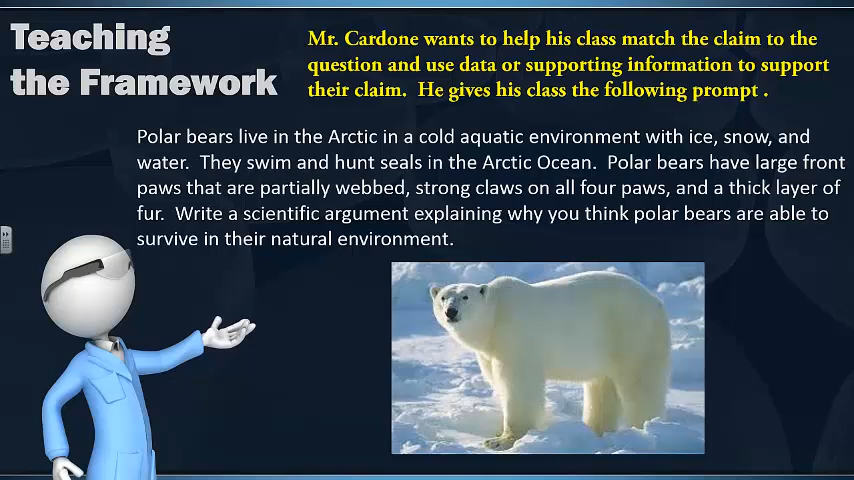 Teaching
the Framework
Mr. Cardone wants to help his class match the claim to the
question and use data or supporting information to support
their claim.  He gives his class the following prompt .
Polar bears live in the Arctic in a cold aquatic environment with ice, snow, and
water.  They swim and hunt seals in the Arctic Ocean.  Polar bears have large front
paws that are partially webbed, strong claws on all four paws, and a thick layer of
fur.  Write a scientific argument explaining why you think polar bears are able to
survive in their natural environment.